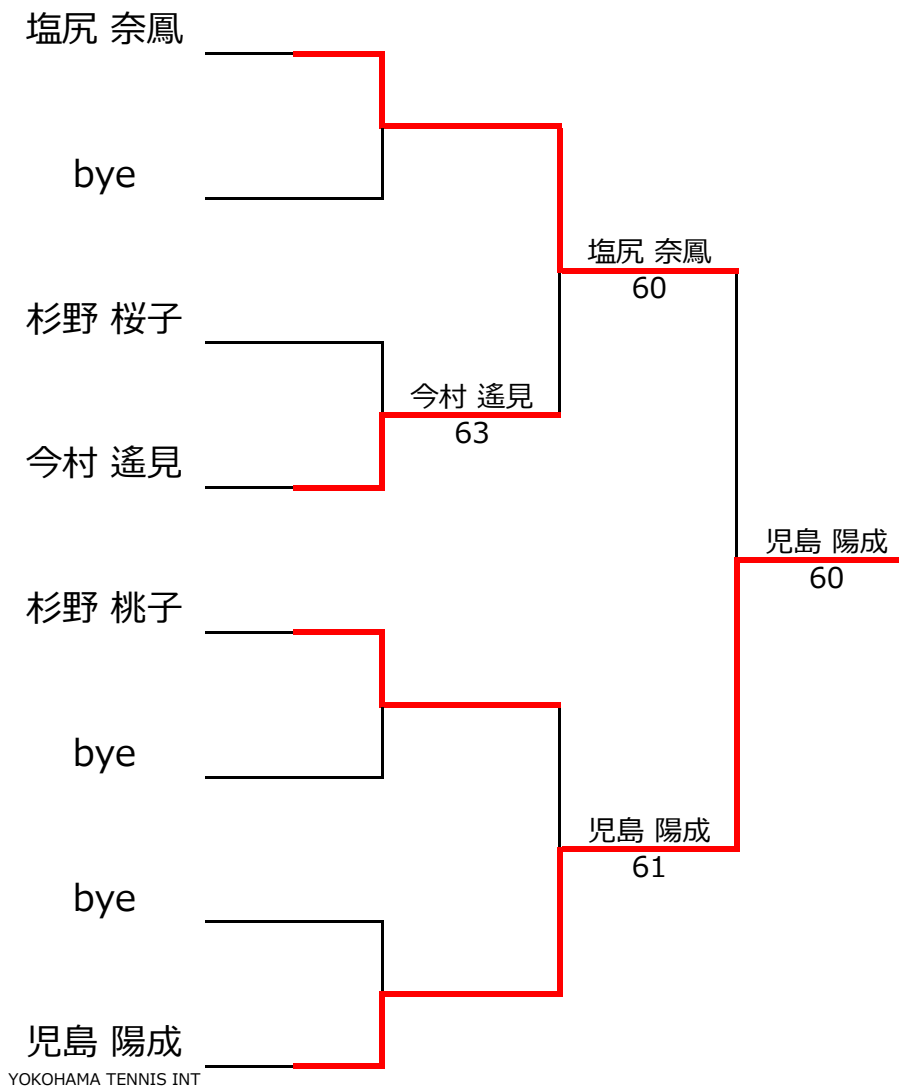 塩尻 奈鳳
bye
杉野 桜子
今村 遙見
杉野 桃子
bye
bye
児島 陽成
YOKOHAMA TENNIS INT
今村 遙見
63
塩尻 奈鳳
60
児島 陽成
61
児島 陽成
60